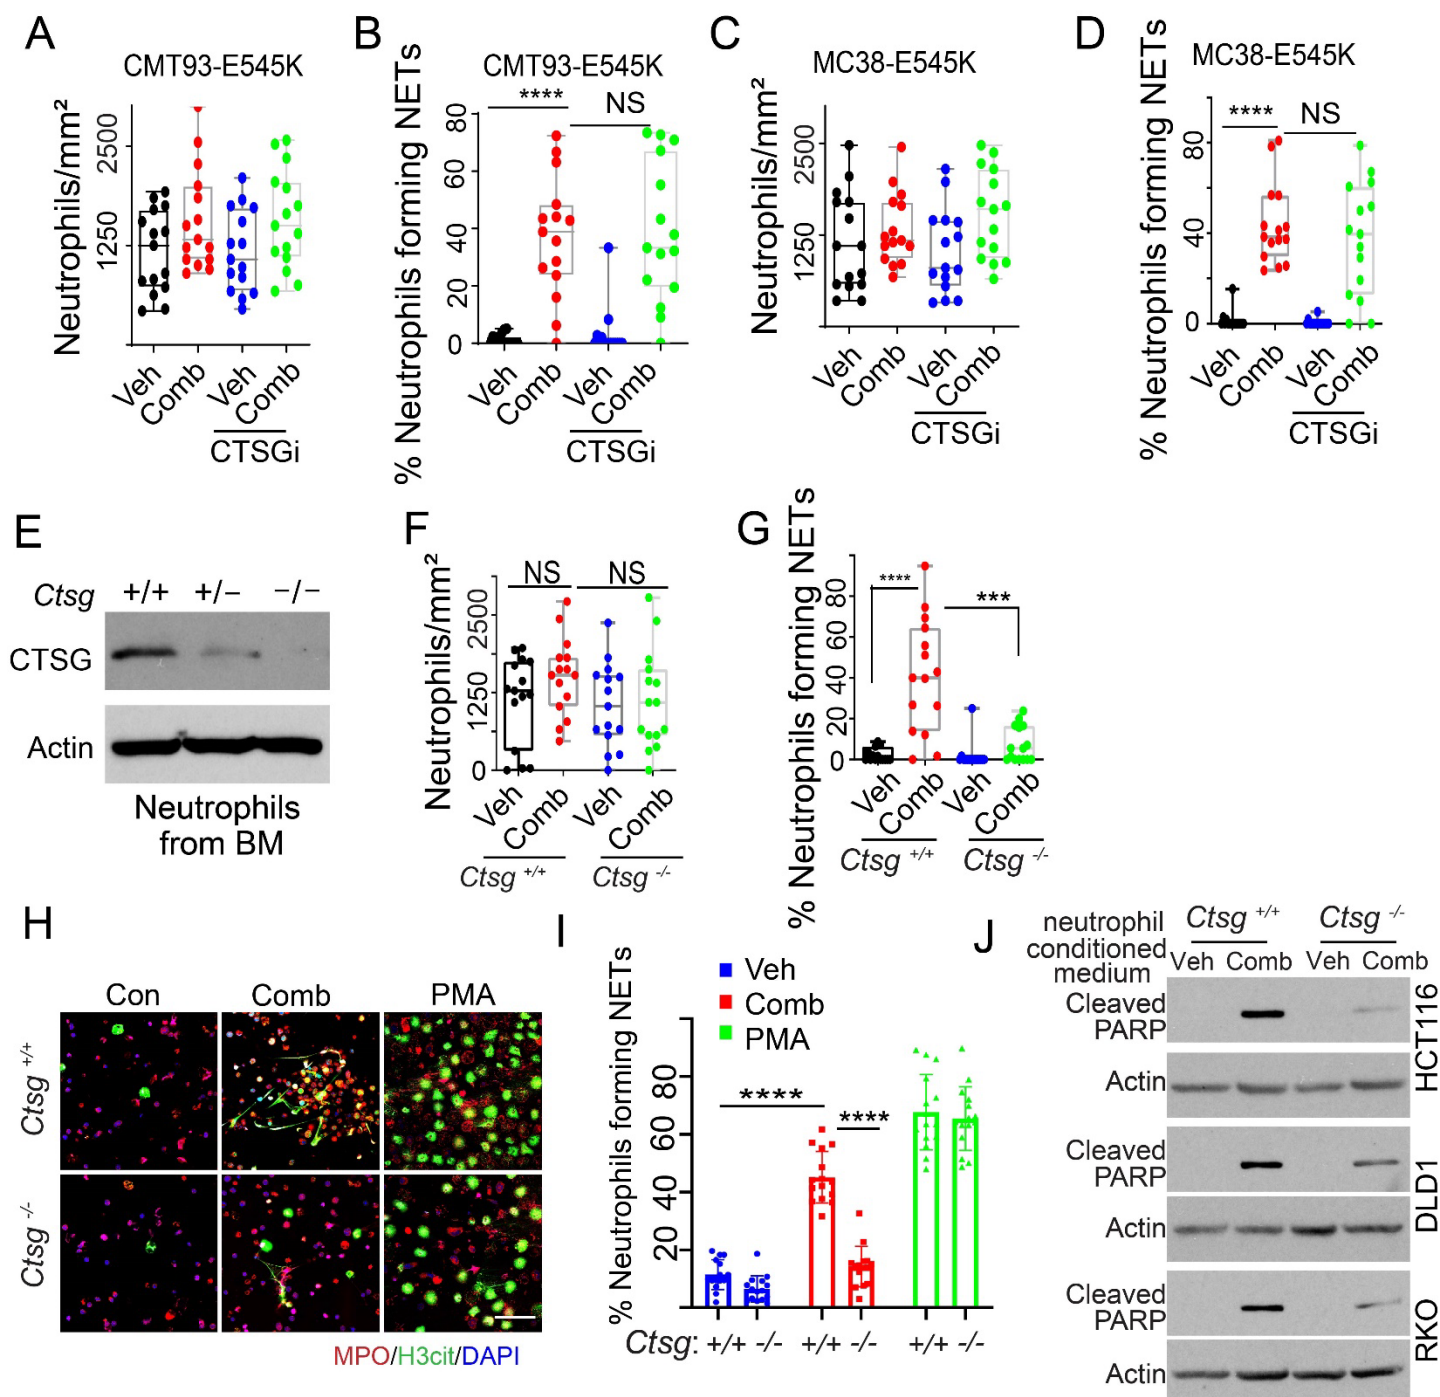 A
CMT93-E545K
Neutrophils/mm²
2500
1250
Veh
Comb
Veh
Comb
CTSGi
B
CMT93-E545K
% Neutrophils forming NETs
****
NS
80
60
40
20
0
Veh
Comb
Veh
Comb
CTSGi
C
MC38-E545K
Neutrophils/mm²
2500
1250
Veh
Comb
Veh
Comb
CTSGi
D
MC38-E545K
% Neutrophils forming NETs
****
NS
80
40
0
Veh
Comb
Veh
Comb
CTSGi
E
Ctsg +/+ +/− −/−
CTSG
Actin
Neutrophils
from BM
F
Neutrophils/mm²
NS
NS
2500
1250
1250
0
Veh
Comb
Veh
Comb
Ctsg +/+
Ctsg -/-
G
% Neutrophils forming NETs
****
***
80
40
20
0
Veh
Comb
Veh
Comb
Ctsg +/+
Ctsg -/-
H
Con Comb PMA
Ctsg +/+
Ctsg -/-
MPO/H3cit/DAPI
I
Veh
Comb
PMA
% Neutrophils forming NETs
****
****
80
60
40
20
Ctsg: +/+ -/- +/+ -/- +/+ -/-
J
neutrophil
conditioned
medium
Ctsg +/+
Ctsg -/-
Veh Comb Veh Comb
Cleaved
PARP
Actin
HCT116
Cleaved
PARP
Actin
DLD1
Cleaved
PARP
Actin
RKO